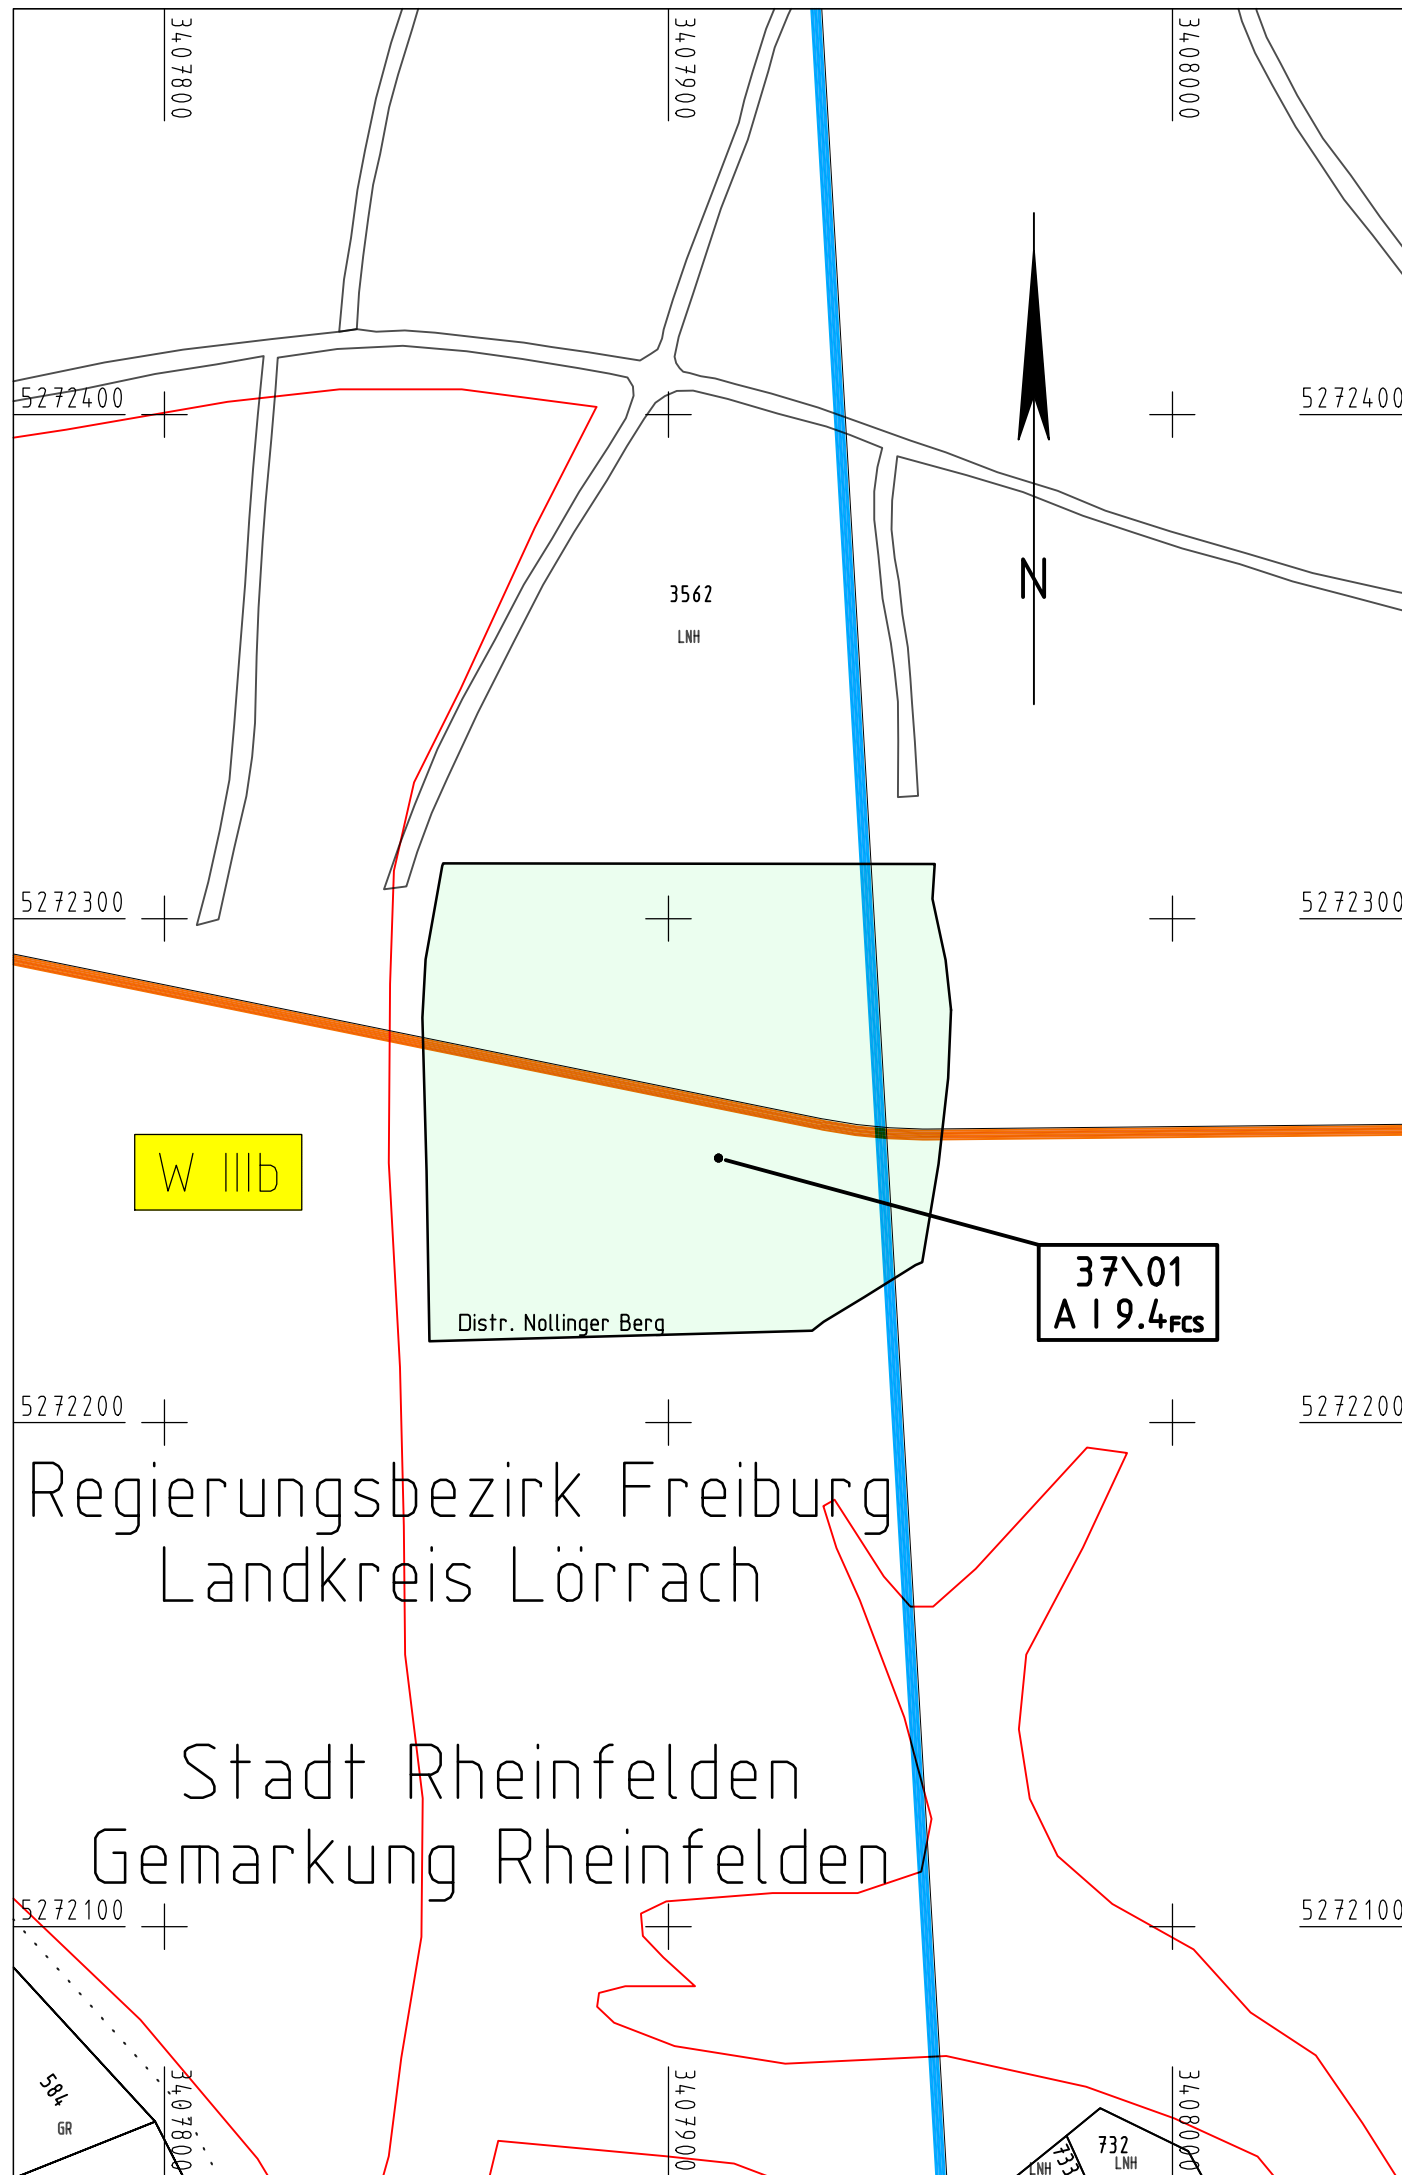 3407800
3407900
3408000
5272400
5272400
N
3562
LNH
5272300
5272300
W IIIb
37\01
A I 9.4FCS
Distr. Nollinger Berg
5272200
5272200
Regierungsbezirk Freiburg
Landkreis Lörrach
Stadt Rheinfelden
Gemarkung Rheinfelden
5272100
5272100
584
GR
3407800
3407900
3408000
732
LNH
733
LNH